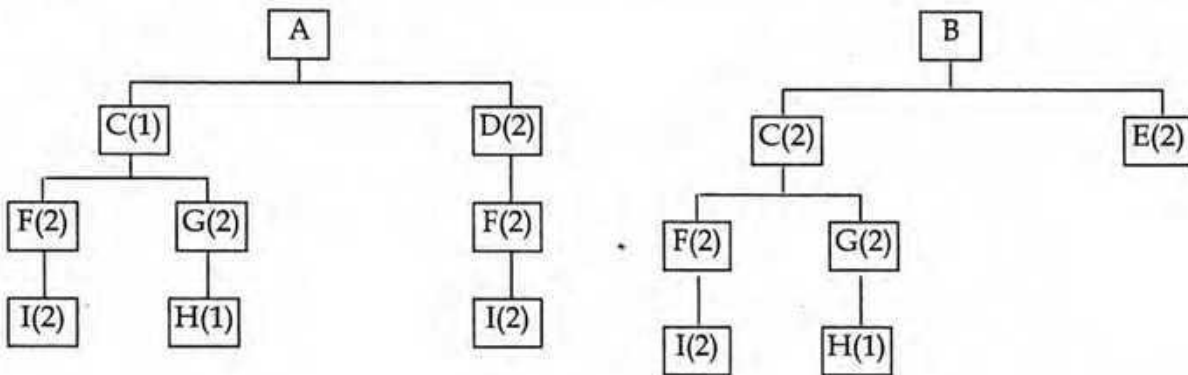 A B
C(1) D(2) C(2) E(2)
F(2) G(2) F(2) F(2) G(2)
I(2) H(1) I(2) I(2) H(1)